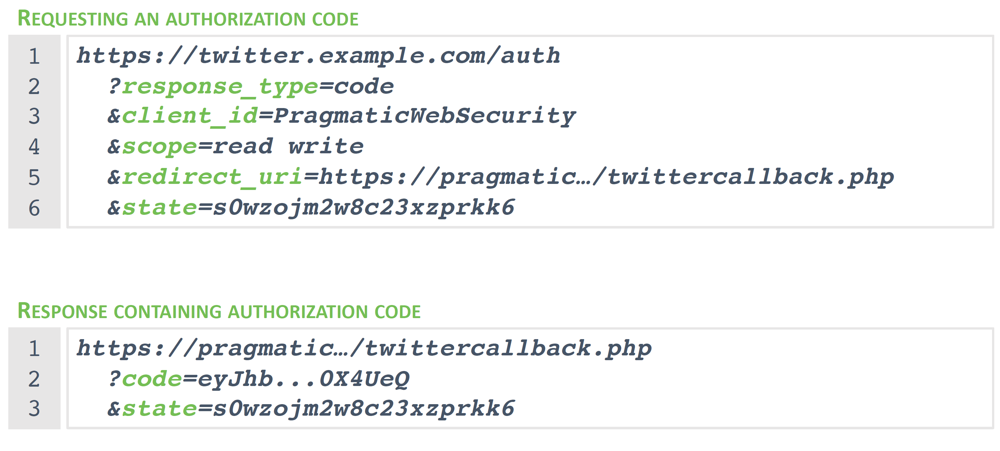 REQUESTING AN AUTHORIZATION CODE
1 https://twitter.example.com/auth
2 ?response_type=code
3 &client_id=PragmaticWebSecurity
4 &scope=read write
5 &redirect_uri=https://pragmatic…/twittercallback.php
6 &state=s0wzojm2w8c23xzprkk6
RESPONSE CONTAINING AUTHORIZATION CODE
1 https://pragmatic…/twittercallback.php
2 ?code=eyJhb...0X4UeQ
3 &state=s0wzojm2w8c23xzprkk6